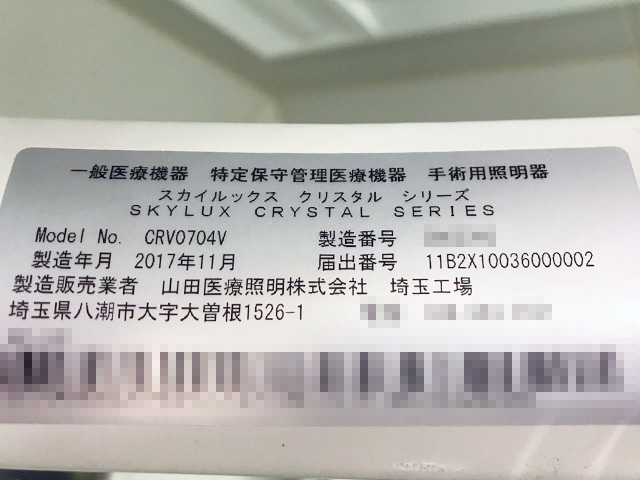 一般医療機器　特定保守管理医療機器　手術用照明器
スカイルックス　クリスタル　シリーズ
SKYLUX CRYSTAL SERIES
Model No. CRV0704V　製造番号
製造年月　2017年11月　届出番号　11B2X10036000002
製造販売業者　山田医療照明株式会社　埼玉工場
埼玉県八潮市大字大曽根1526-1